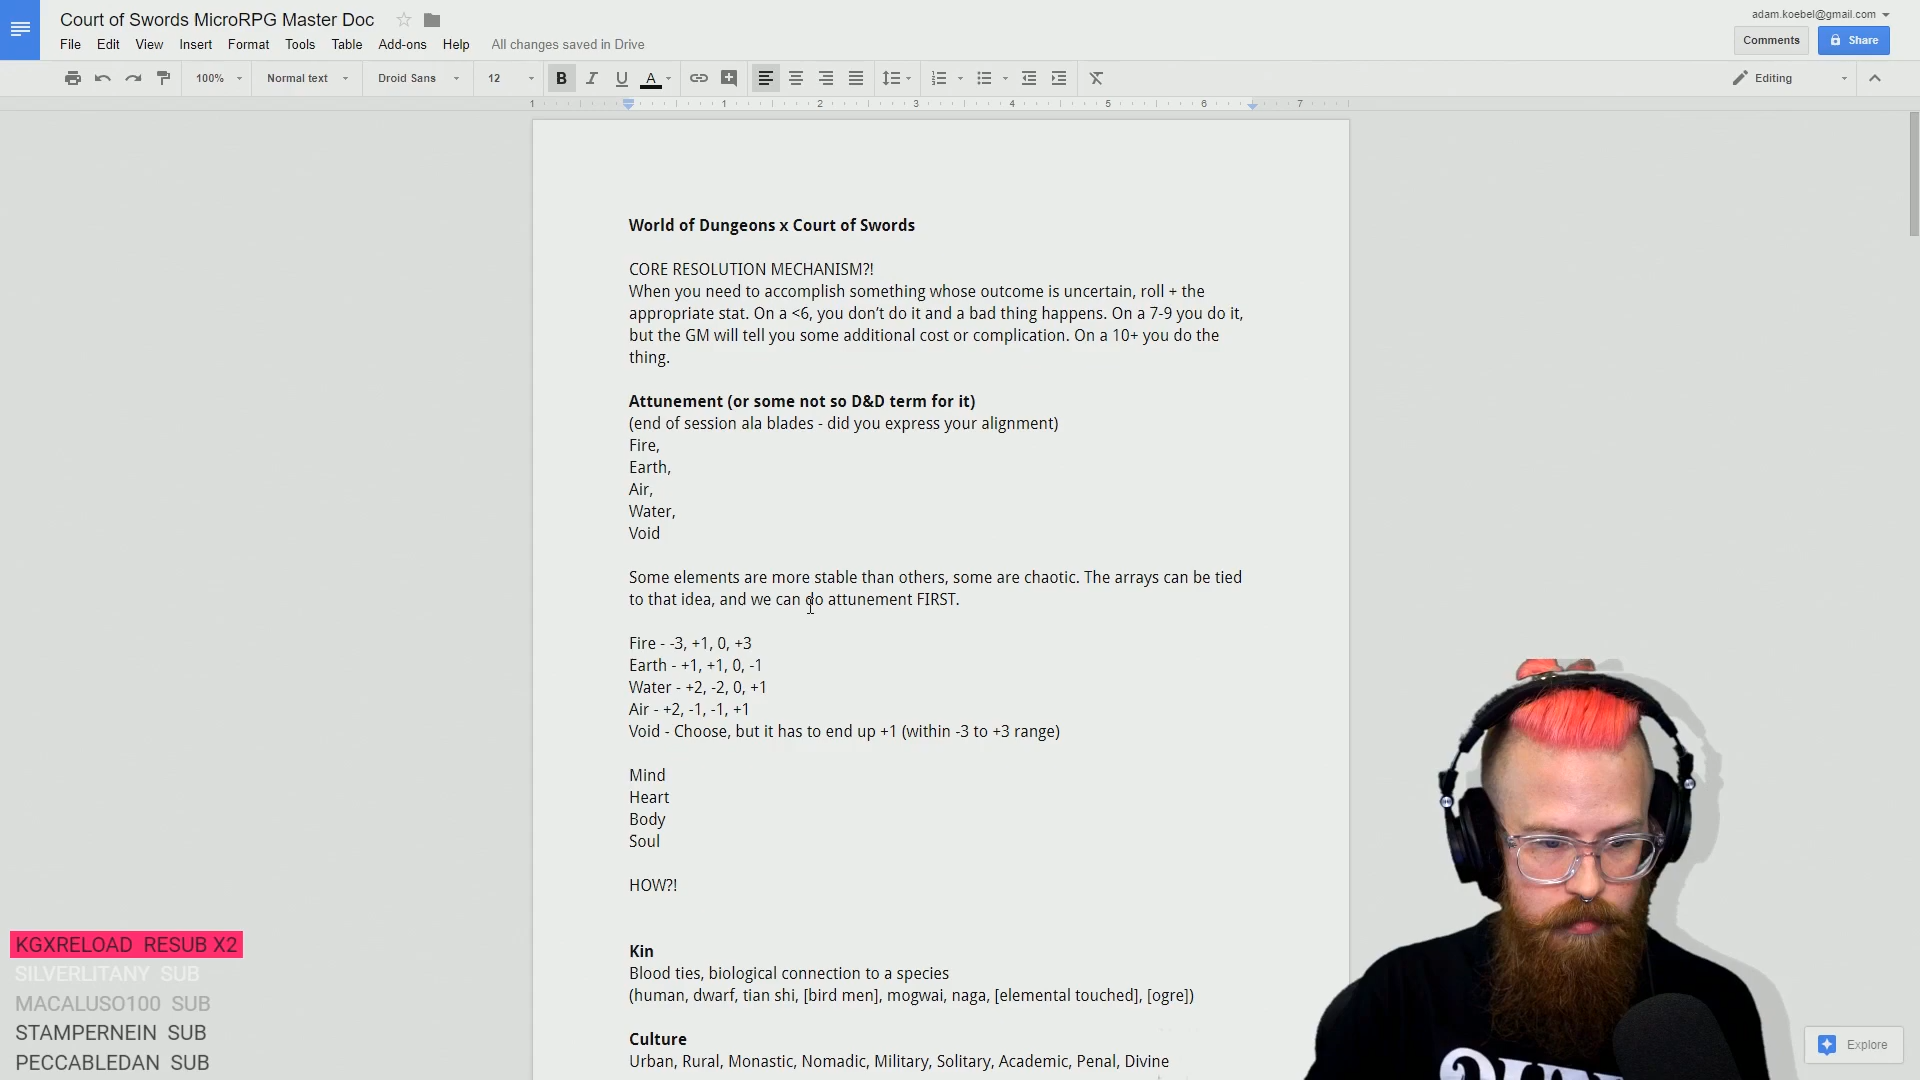 Court of Swords MicroRPG Master Doc
adam.koebel@gmail.com
File Edit View Insert Format Tools Table Add-ons Help All changes saved in Drive
Comments Share
100% Normal text Droid Sans 12 B I U A Editing
1 1 2 3 4 5 6 7
World of Dungeons x Court of Swords
CORE RESOLUTION MECHANISM?!
When you need to accomplish something whose outcome is uncertain, roll + the
appropriate stat. On a <6, you don't do it and a bad thing happens. On a 7-9 you do it,
but the GM will tell you some additional cost or complication. On a 10+ you do the
thing.
Attunement (or some not so D&D term for it)
(end of session ala blades - did you express your alignment)
Fire,
Earth,
Air,
Water,
Void
Some elements are more stable than others, some are chaotic. The arrays can be tied
to that idea, and we can do attunement FIRST.
Fire - -3, +1, 0, +3
Earth - +1, +1, 0, -1
Water - +2, -2, 0, +1
Air - +2, -1, -1, +1
Void - Choose, but it has to end up +1 (within -3 to +3 range)
Mind
Heart
Body
Soul
HOW?!
Kin
Blood ties, biological connection to a species
(human, dwarf, tian shi, [bird men], mogwai, naga, [elemental touched], [ogre])
Culture
Urban, Rural, Monastic, Nomadic, Military, Solitary, Academic, Penal, Divine
KGXRELOAD RESUB X2
SILVERLITANY SUB
MACALUSO100 SUB
STAMPERNEIN SUB
PECCABLEDAN SUB
Explore